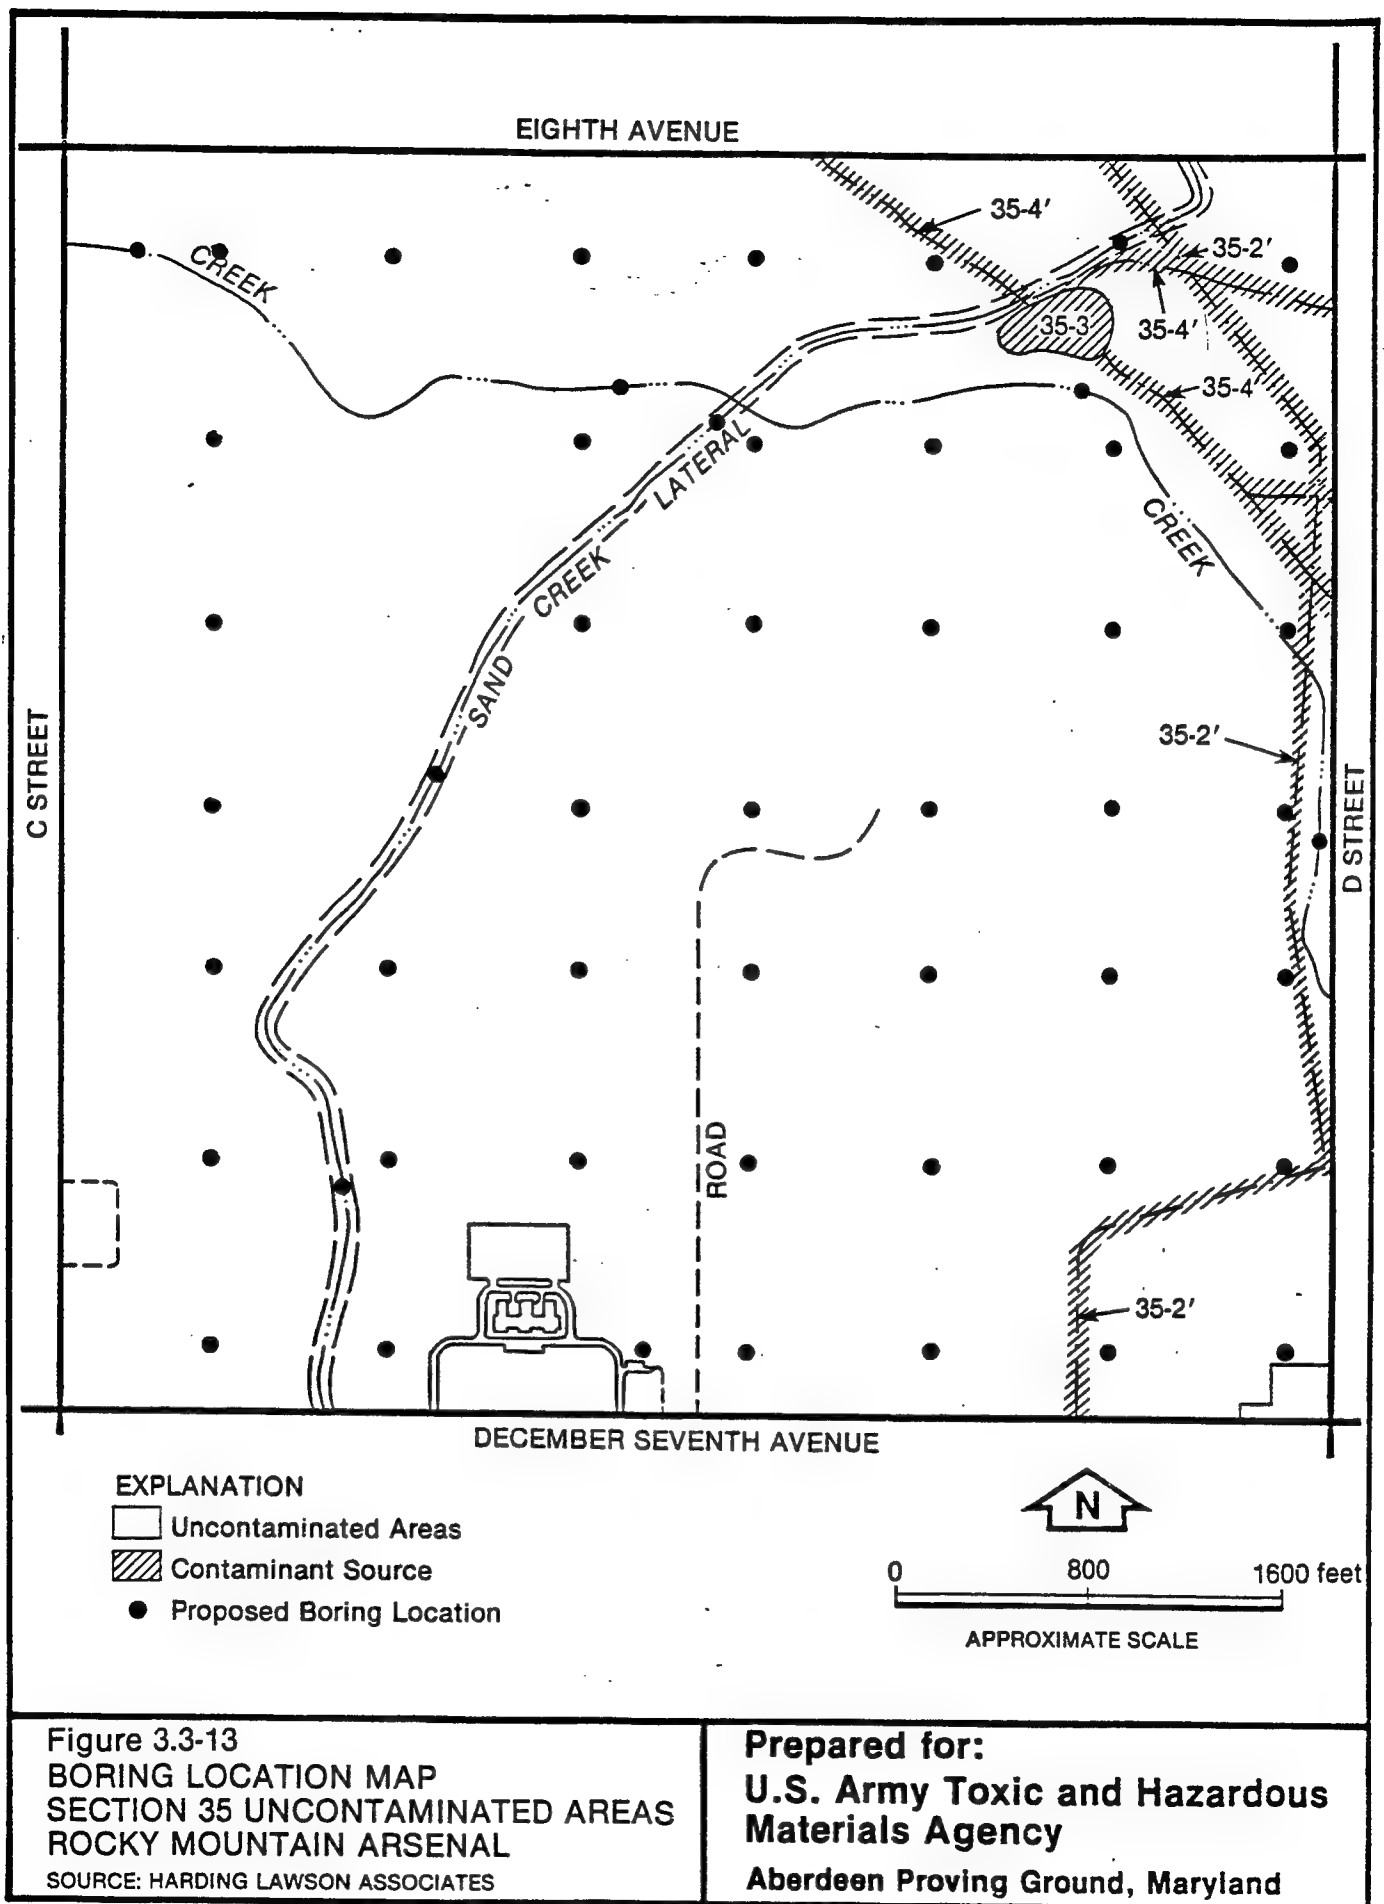 EIGHTH AVENUE
35-4'
35-2'
CREEK
35-3
35-4'
35-4'
LATERAL
CREEK
CREEK
SAND
C STREET
35-2'
D STREET
ROAD
35-2'
DECEMBER SEVENTH AVENUE
EXPLANATION
Uncontaminated Areas
Contaminant Source
Proposed Boring Location
N
0 800 1600 feet
APPROXIMATE SCALE
Figure 3.3-13
BORING LOCATION MAP
SECTION 35 UNCONTAMINATED AREAS
ROCKY MOUNTAIN ARSENAL
SOURCE: HARDING LAWSON ASSOCIATES
Prepared for:
U.S. Army Toxic and Hazardous
Materials Agency
Aberdeen Proving Ground, Maryland